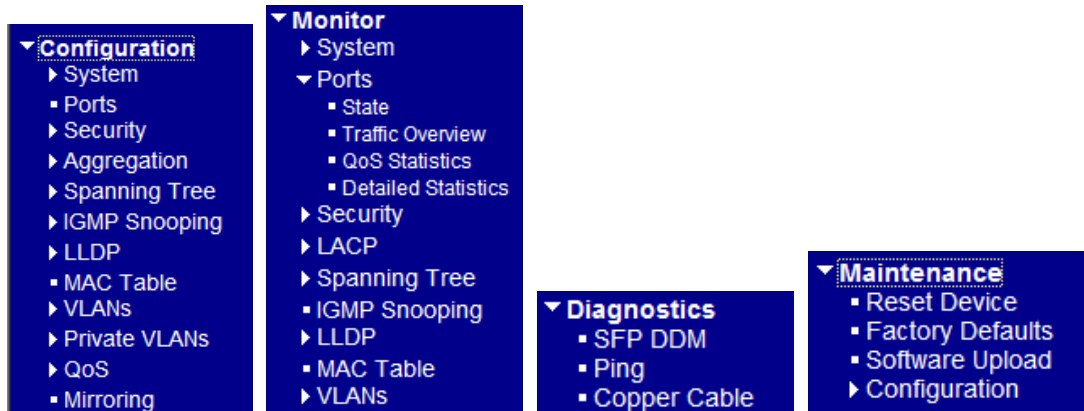 Configuration
System
Ports
Security
Aggregation
Spanning Tree
IGMP Snooping
LLDP
MAC Table
VLANs
Private VLANs
QoS
Mirroring
Monitor
System
Ports
State
Traffic Overview
QoS Statistics
Detailed Statistics
Security
LACP
Spanning Tree
IGMP Snooping
LLDP
MAC Table
VLANs
Diagnostics
SFP DDM
Ping
Copper Cable
Maintenance
Reset Device
Factory Defaults
Software Upload
Configuration